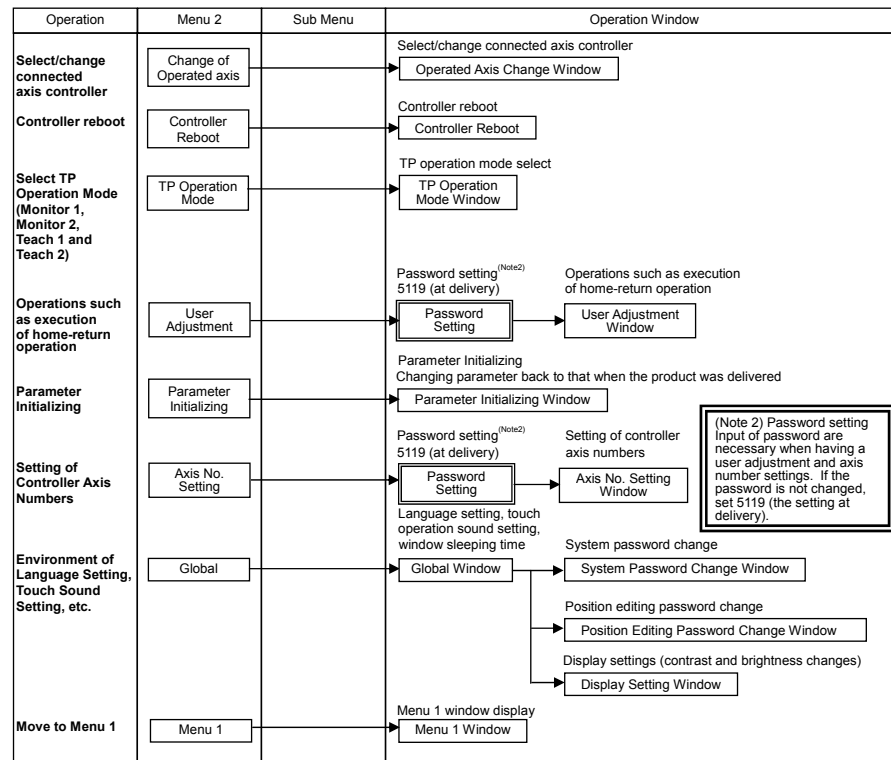 Operation Menu 2 Sub Menu Operation Window
Select/change
connected
axis controller
Change of
Operated axis
Select/change connected axis controller
Operated Axis Change Window
Controller reboot
Controller
Reboot
Controller reboot
Controller Reboot
Select TP
Operation Mode
(Monitor 1,
Monitor 2,
Teach 1 and
Teach 2)
TP Operation
Mode
TP operation mode select
TP Operation
Mode Window
Operations such
as execution
of home-return
operation
User
Adjustment
Password setting(Note2)
5119 (at delivery)
Password
Setting
Operations such as execution
of home-return operation
User Adjustment
Window
Parameter
Initializing
Parameter
Initializing
Parameter Initializing
Changing parameter back to that when the product was delivered
Parameter Initializing Window
Setting of
Controller Axis
Numbers
Axis No.
Setting
Password setting(Note2)
5119 (at delivery)
Password
Setting
Setting of controller
axis numbers
Axis No. Setting
Window
(Note 2) Password setting
Input of password are
necessary when having a
user adjustment and axis
number settings. If the
password is not changed,
set 5119 (the setting at
delivery).
Environment of
Language Setting,
Touch Sound
Setting, etc.
Global
Language setting, touch
operation sound setting,
window sleeping time
Global Window
System password change
System Password Change Window
Position editing password change
Position Editing Password Change Window
Display settings (contrast and brightness changes)
Display Setting Window
Move to Menu 1
Menu 1
Menu 1 window display
Menu 1 Window